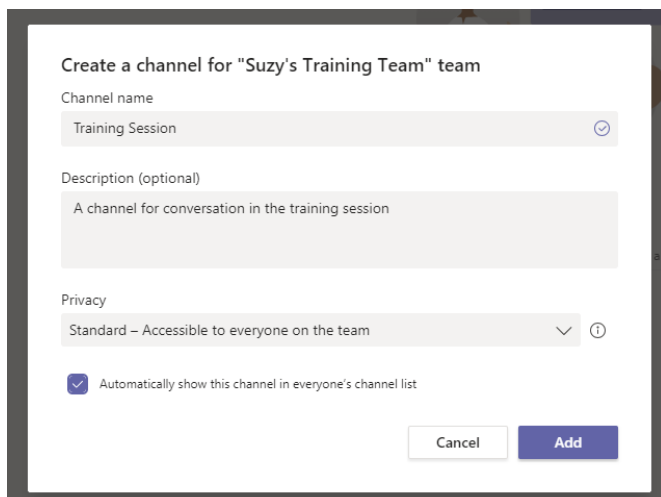 Create a channel for "Suzy's Training Team" team
Channel name
Training Session
Description (optional)
A channel for conversation in the training session
Privacy
Standard – Accessible to everyone on the team
Automatically show this channel in everyone's channel list
Cancel
Add